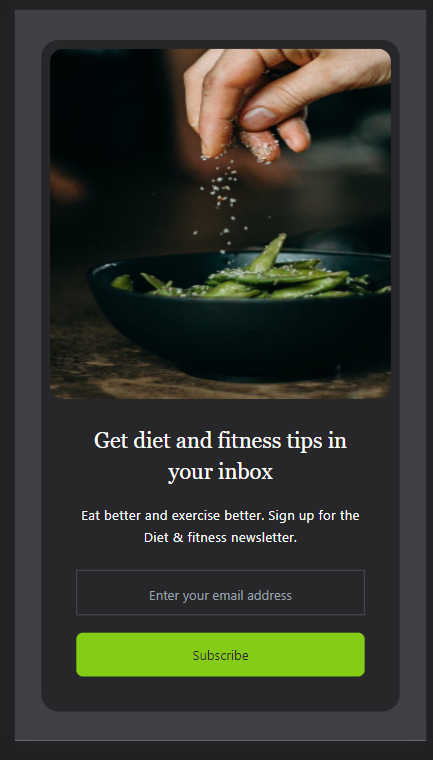 Get diet and fitness tips in
your inbox
Eat better and exercise better. Sign up for the
Diet & fitness newsletter.
Enter your email address
Subscribe